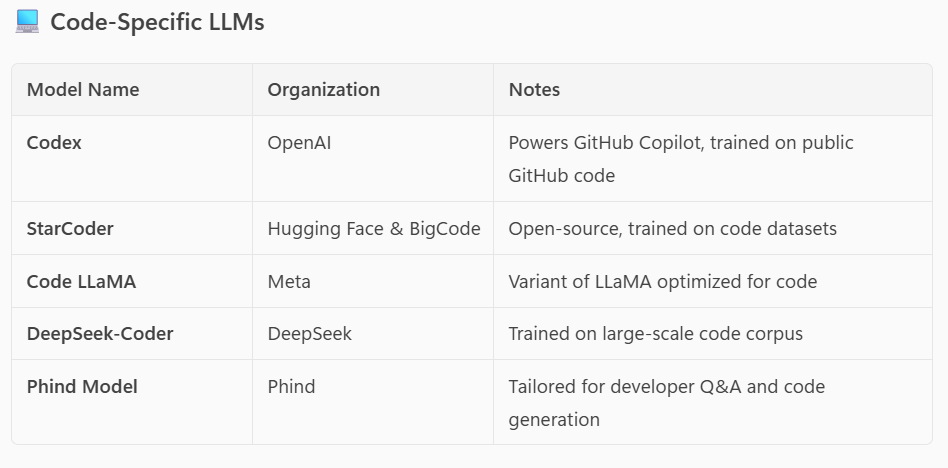 Code-Specific LLMs
Model Name Organization Notes
Codex OpenAI Powers GitHub Copilot, trained on public
GitHub code
StarCoder Hugging Face & BigCode Open-source, trained on code datasets
Code LLaMA Meta Variant of LLaMA optimized for code
DeepSeek-Coder DeepSeek Trained on large-scale code corpus
Phind Model Phind Tailored for developer Q&A and code
generation